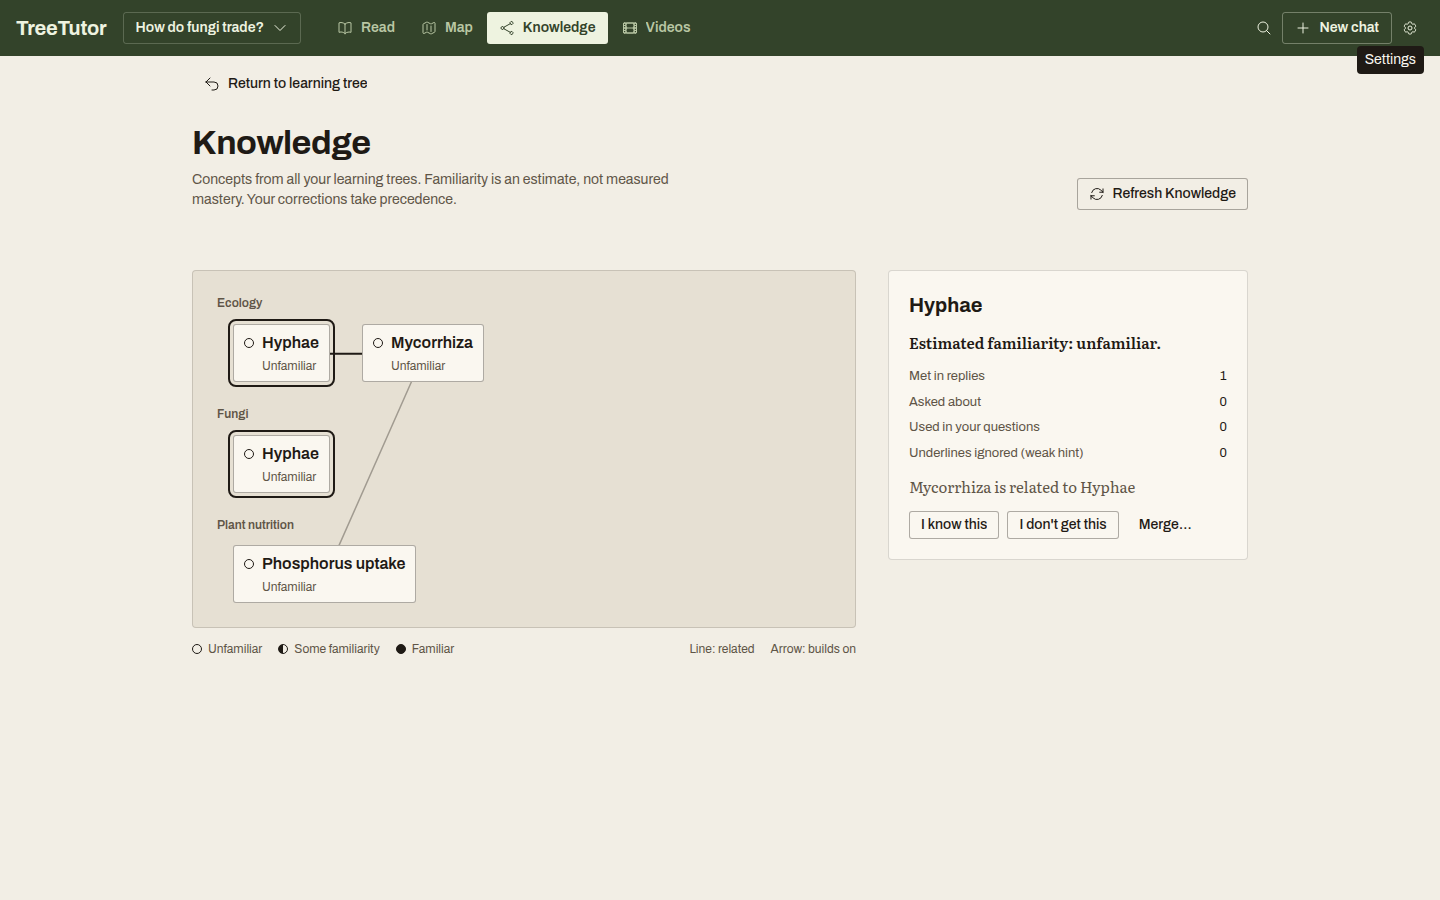 TreeTutor
How do fungi trade?
Read
Map
Knowledge
Videos
New chat
Settings
Return to learning tree
Knowledge
Concepts from all your learning trees. Familiarity is an estimate, not measured
mastery. Your corrections take precedence.
Refresh Knowledge
Ecology
Hyphae
Unfamiliar
Mycorrhiza
Unfamiliar
Fungi
Hyphae
Unfamiliar
Plant nutrition
Phosphorus uptake
Unfamiliar
Unfamiliar
Some familiarity
Familiar
Line: related
Arrow: builds on
Hyphae
Estimated familiarity: unfamiliar.
Met in replies 1
Asked about 0
Used in your questions 0
Underlines ignored (weak hint) 0
Mycorrhiza is related to Hyphae
I know this
I don't get this
Merge...